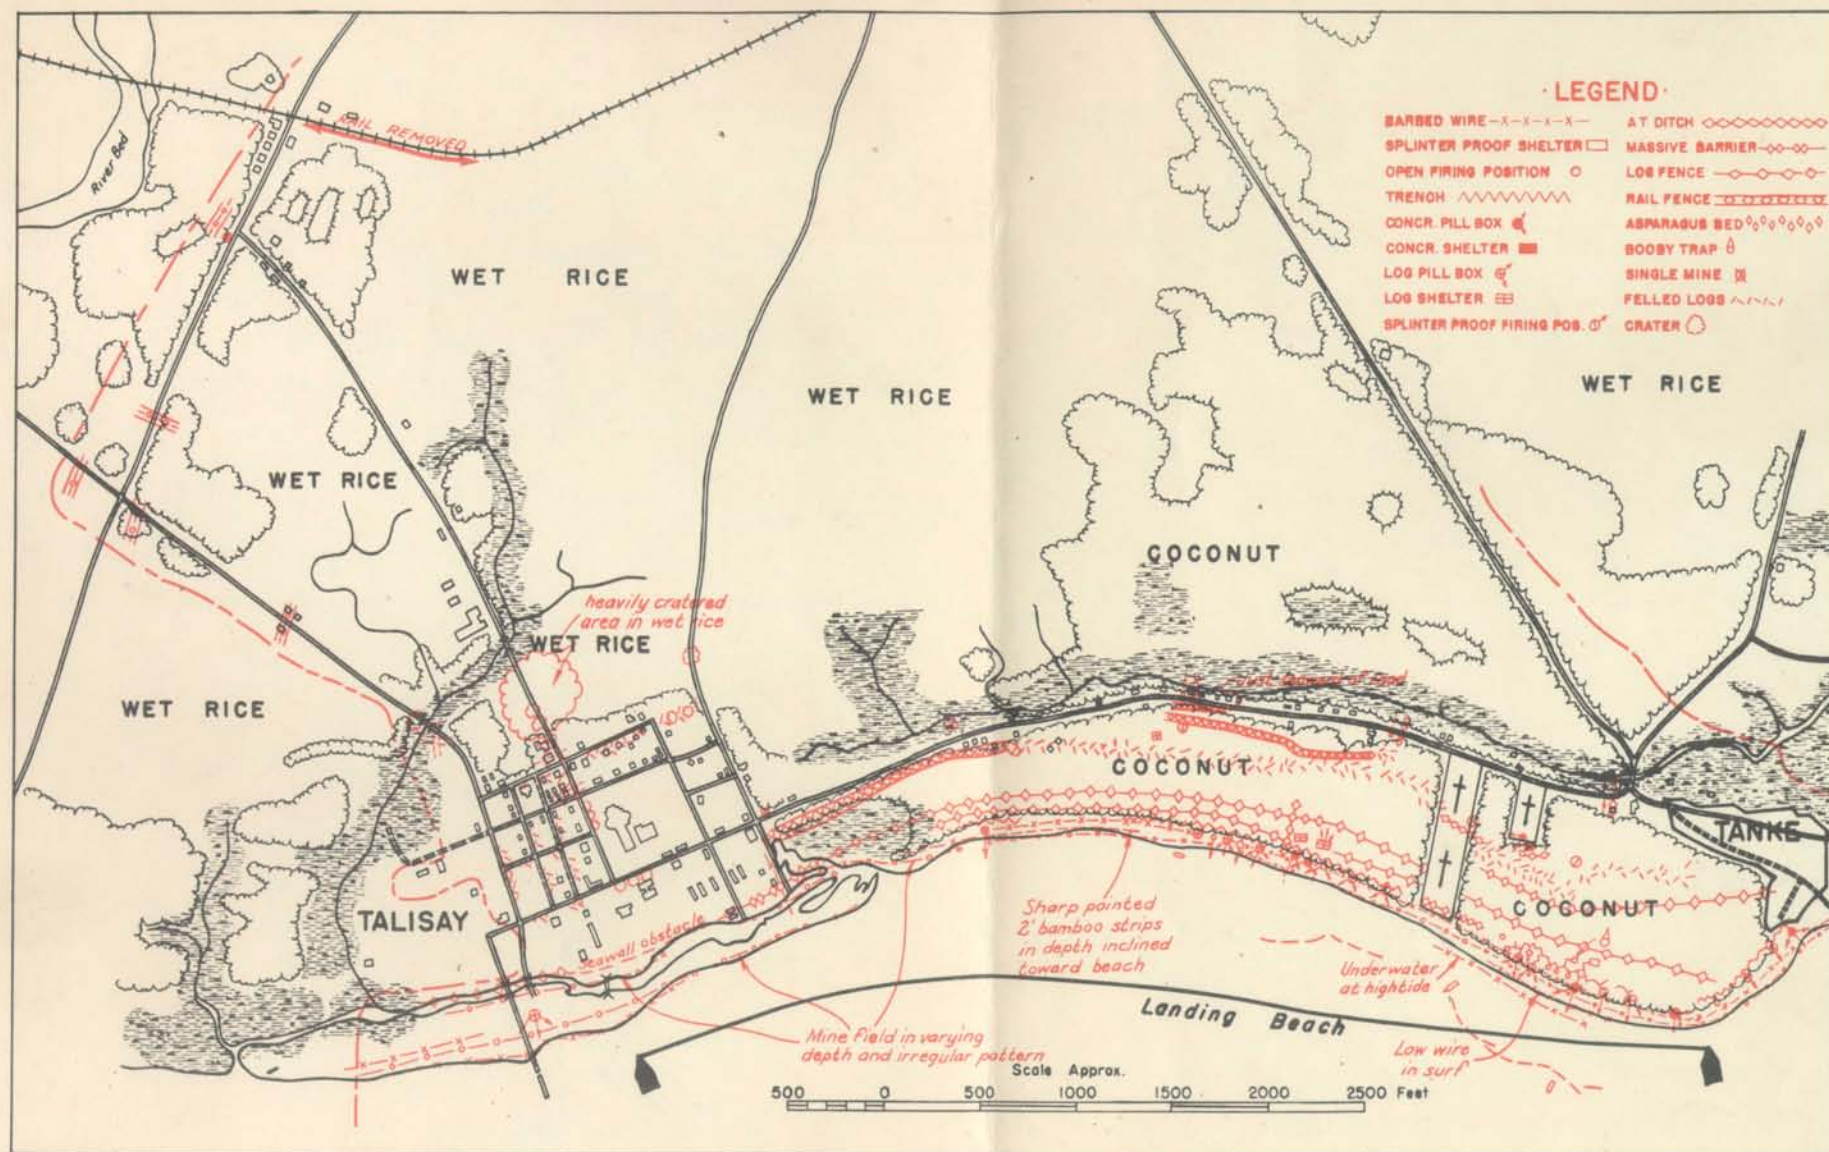 ·LEGEND·
BARBED WIRE
SPLINTER PROOF SHELTER
OPEN FIRING POSITION
TRENCH
CONCR. PILL BOX
CONCR. SHELTER
LOG PILL BOX
LOG SHELTER
SPLINTER PROOF FIRING POS.
AT DITCH
MASSIVE BARRIER
LOG FENCE
RAIL FENCE
ASPARAGUS BED
BOOBY TRAP
SINGLE MINE
FELLED LOGS
CRATER
River Bed
RAIL REMOVED
WET RICE
WET RICE
WET RICE
WET RICE
COCONUT
heavily cratered
area in wet rice
WET RICE
WET RICE
COCONUT
TANKE
COCONUT
TALISAY
Seawall obstacle
Sharp pointed
2' bamboo strips
in depth inclined
toward beach
Underwater
at hightide
Landing Beach
Mine Field in varying
depth and irregular pattern
Low wire
in surf
Scale Approx.
500 0 500 1000 1500 2000 2500 Feet